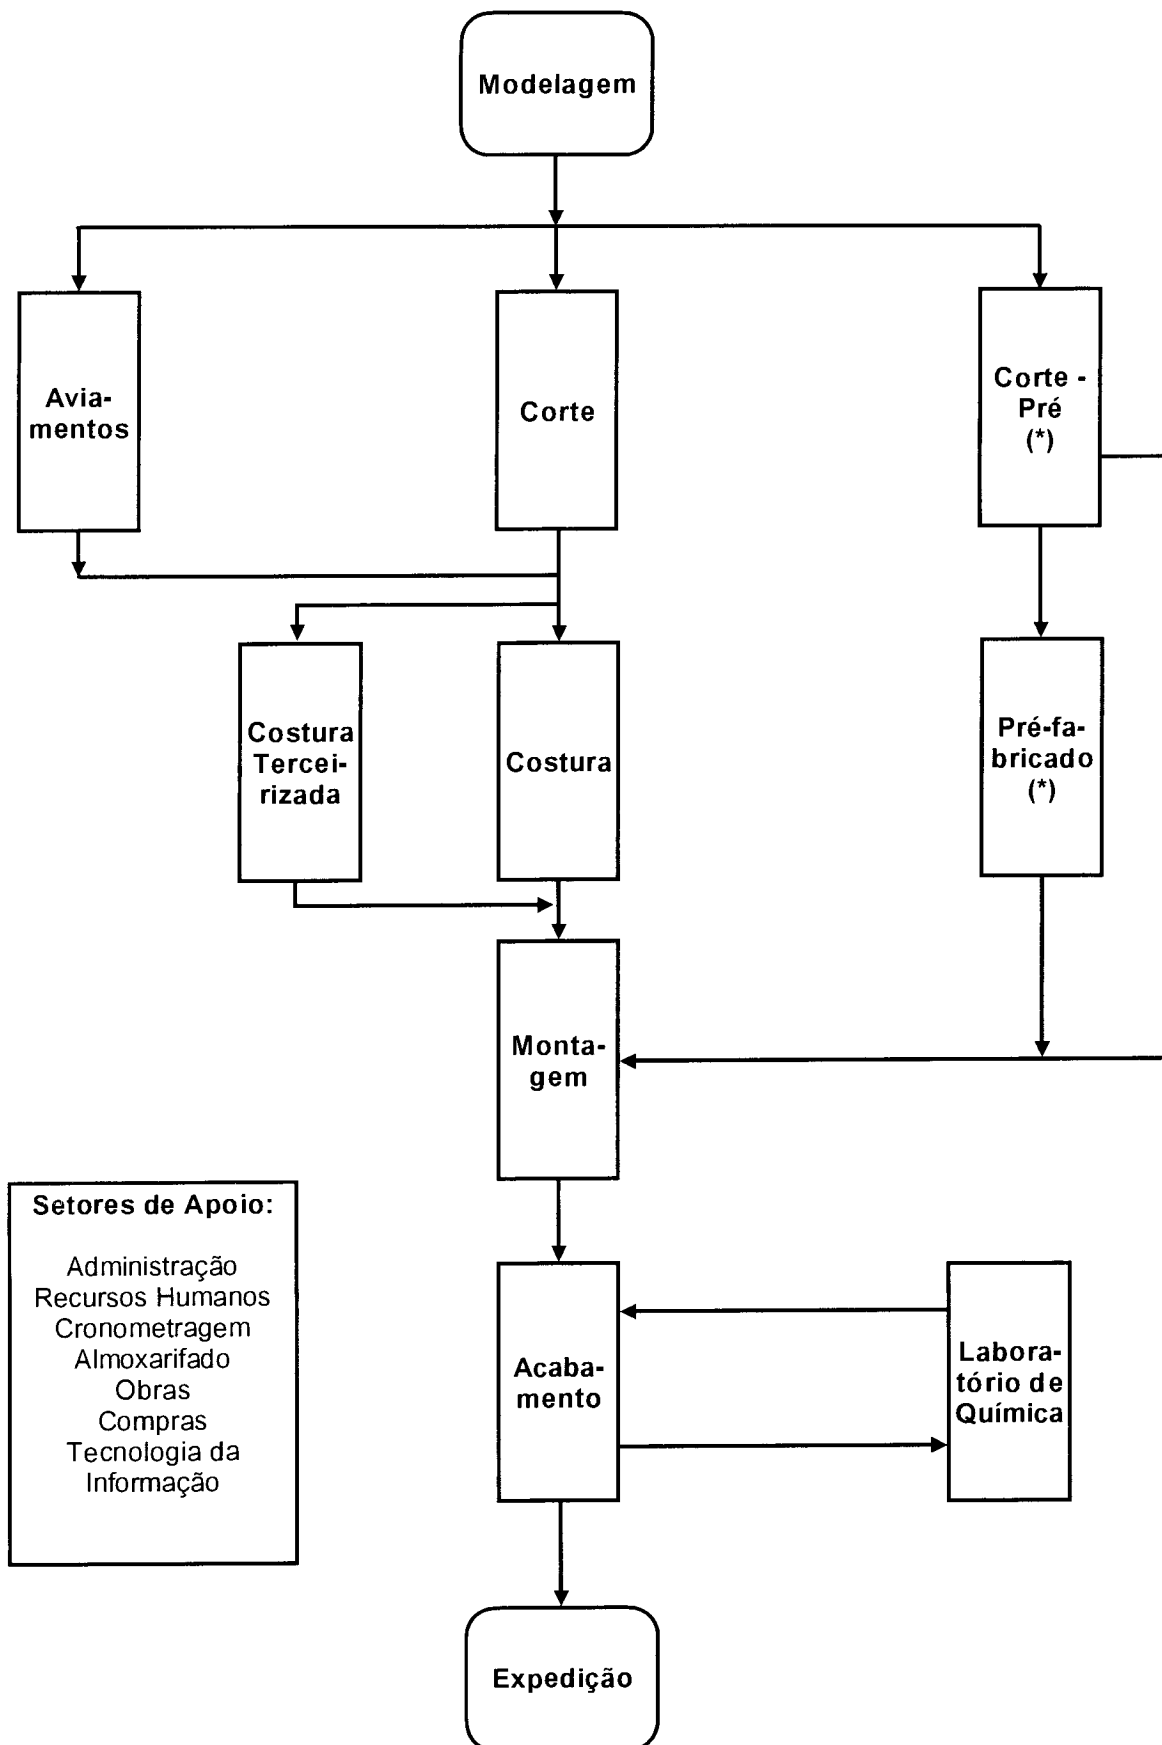 Modelagem
Avia-
mentos
Corte
Corte -
Pré
(*)
Costura
Terceí-
rizada
Costura
Pré-fa-
bricado
(*)
Monta-
gem
Setores de Apoio:
Administração
Recursos Humanos
Cronometragem
Almoxarifado
Obras
Compras
Tecnologia da
Informação
Acaba-
mento
Labora-
tório de
Química
Expedição